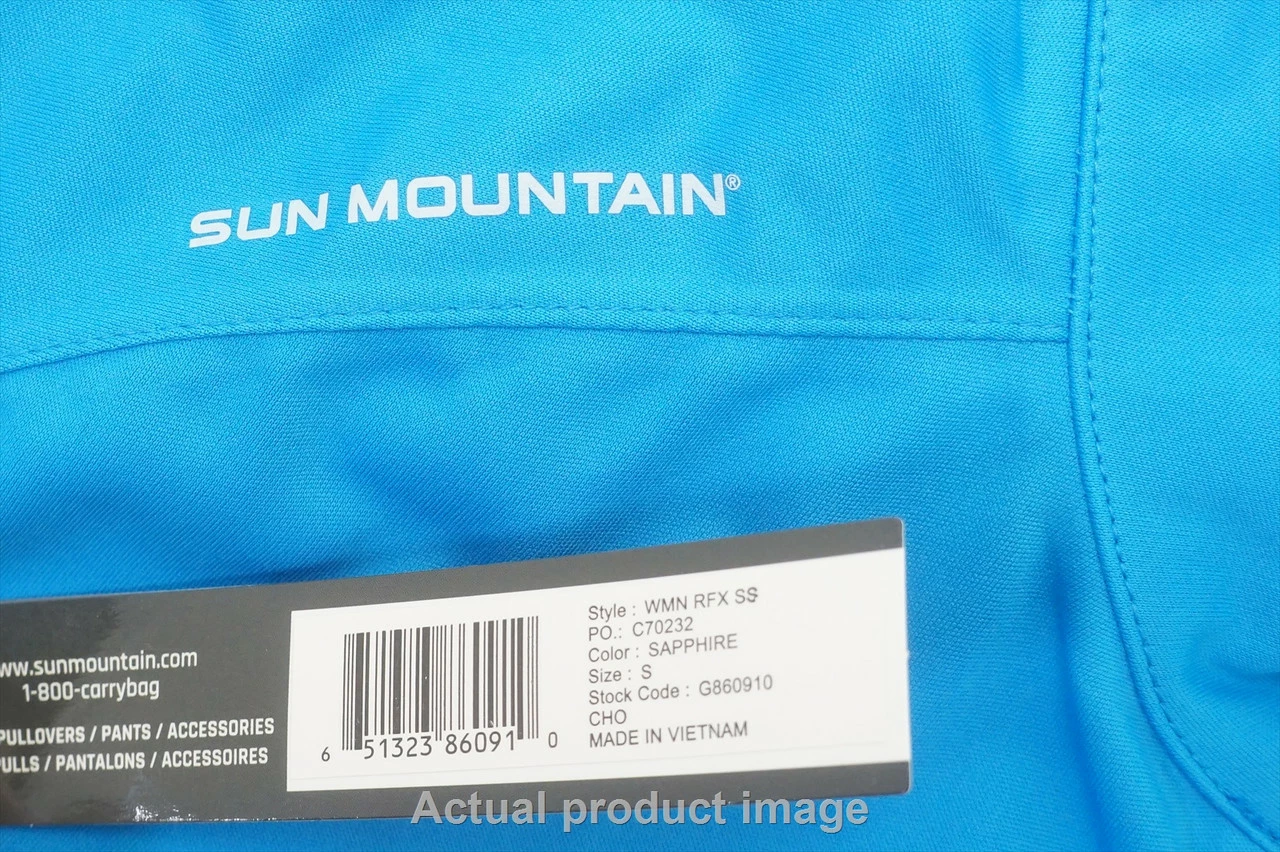 SUN MOUNTAIN®
ww.sunmountain.com
1-800-carrybag
PULLOVERS / PANTS / ACCESSORIES
PULLS / PANTALONS / ACCESSOIRES
6 51323 86091 0
Style : WMN RFX SS
PO.: C70232
Color : SAPPHIRE
Size : S
Stock Code : G860910
CHO
MADE IN VIETNAM
Actual product image